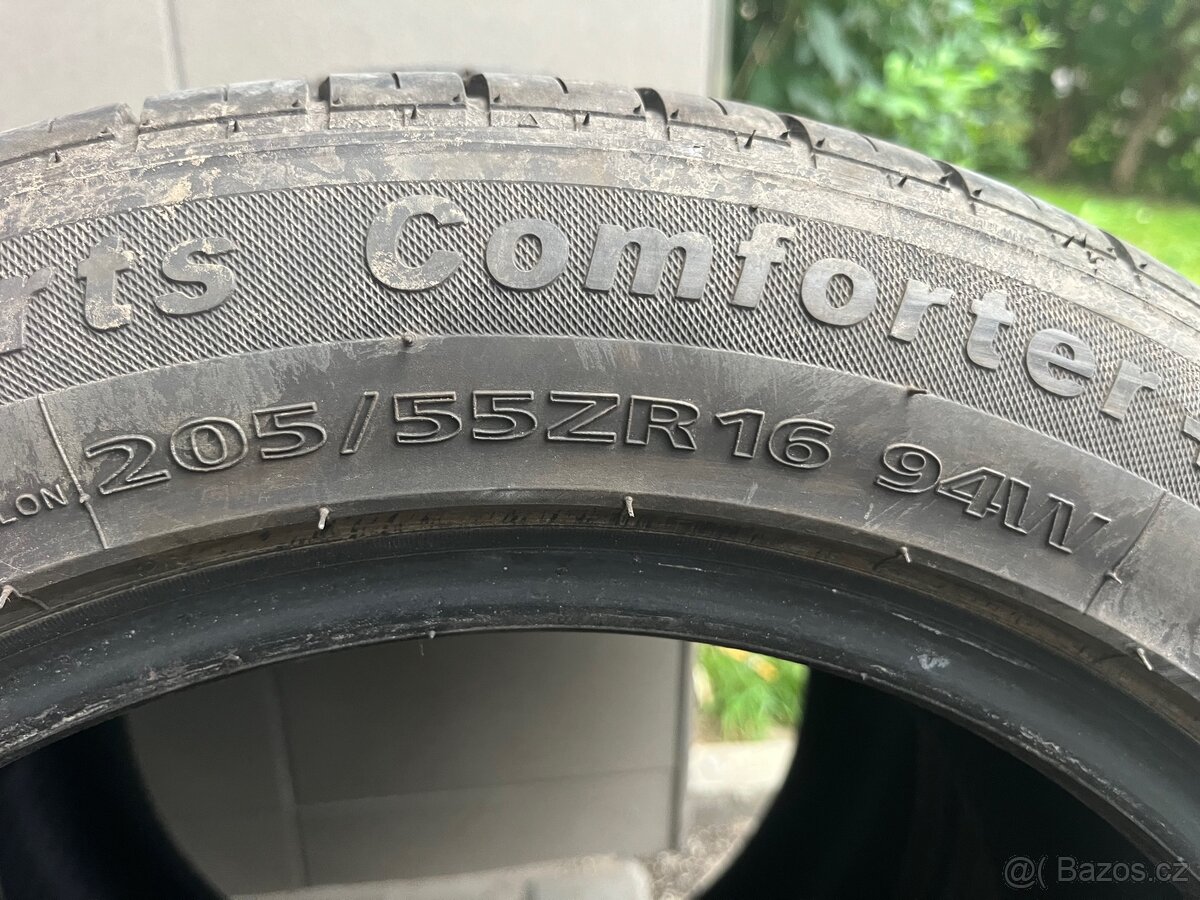 rts Comforter
LON 205/55ZR16 94W
@( Bazos.cz